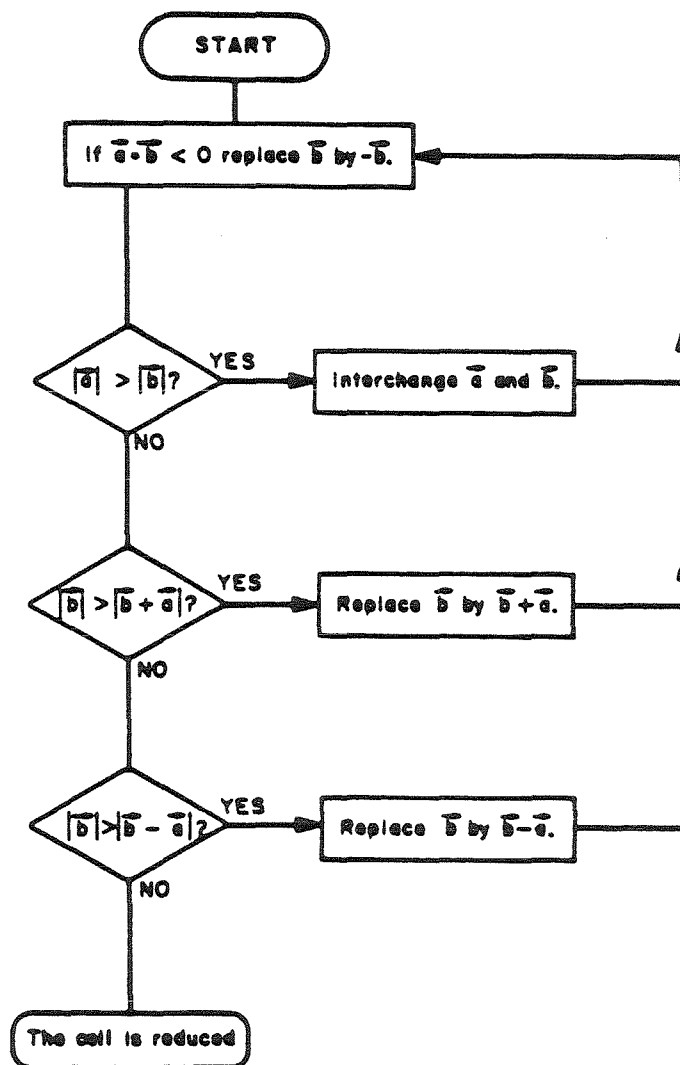 START
If a⃗ • b⃗ < 0 replace b⃗ by -b⃗.
|a⃗| > |b⃗|?
YES
Interchange a⃗ and b⃗.
NO
|b⃗| > |b⃗ + a⃗|?
YES
Replace b⃗ by b⃗ + a⃗.
NO
|b⃗| > |b⃗ - a⃗|?
YES
Replace b⃗ by b⃗ - a⃗.
NO
The cell is reduced